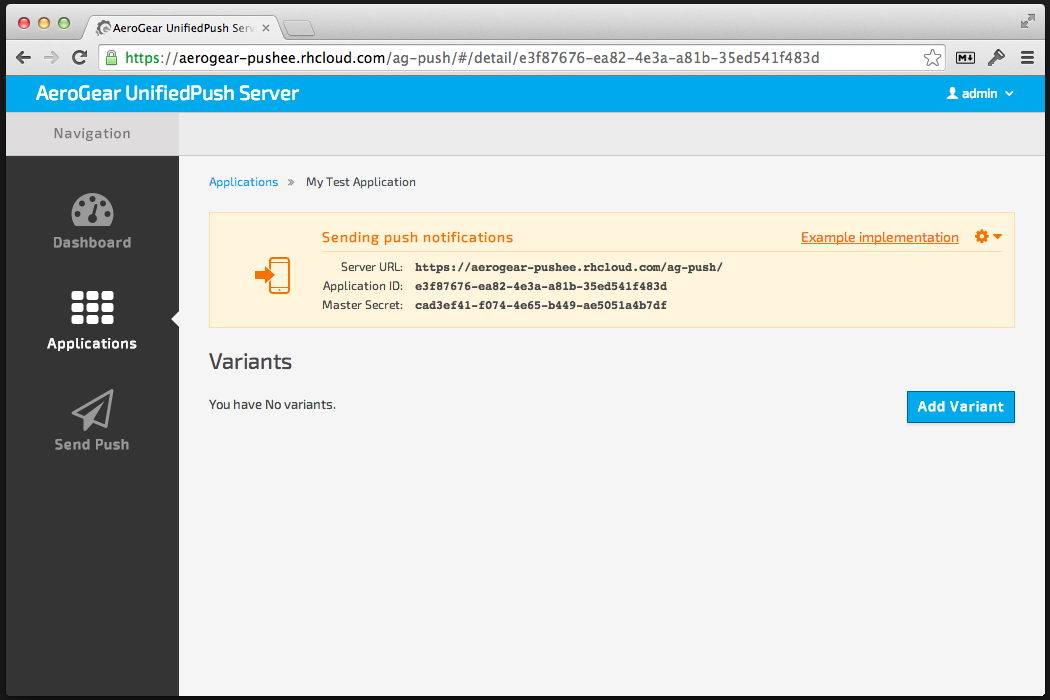 AeroGear UnifiedPush Serv
https://aerogear-pushee.rhcloud.com/ag-push/#/detail/e3f87676-ea82-4e3a-a81b-35ed541f483d
AeroGear UnifiedPush Server
admin
Navigation
Applications » My Test Application
Dashboard
Applications
Send Push
Sending push notifications
Example implementation
Server URL: https://aerogear-pushee.rhcloud.com/ag-push/
Application ID: e3f87676-ea82-4e3a-a81b-35ed541f483d
Master Secret: cad3ef41-f074-4e65-b449-ae5051a4b7df
Variants
You have No variants.
Add Variant